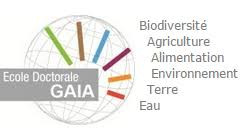 Ecole Doctorale
GAIA
Biodiversité
Agriculture
Alimentation
Environnement
Terre
Eau